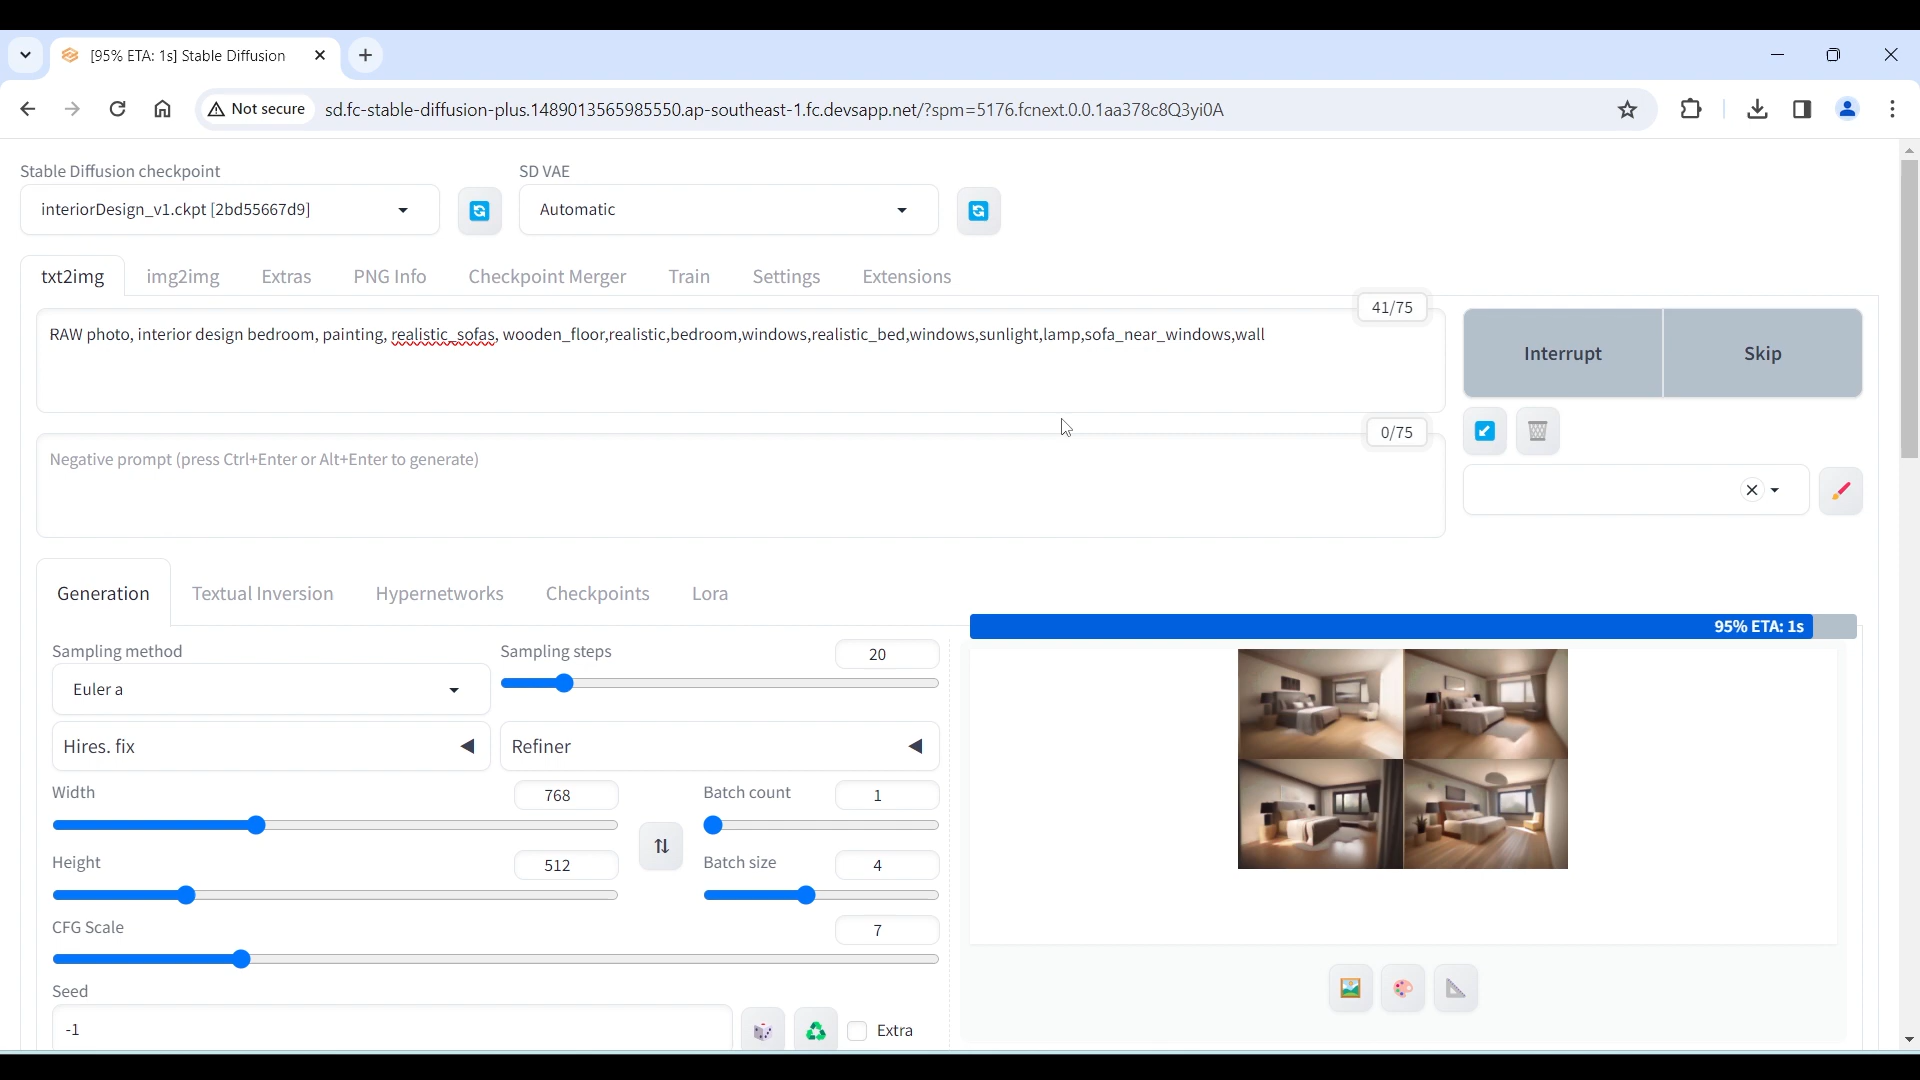 [95% ETA: 1s] Stable Diffusion
Not secure
sd.fc-stable-diffusion-plus.1489013565985550.ap-southeast-1.fc.devsapp.net/?spm=5176.fcnext.0.0.1aa378c8Q3yi0A
Stable Diffusion checkpoint
SD VAE
interiorDesign_v1.ckpt [2bd55667d9]
Automatic
txt2img
img2img
Extras
PNG Info
Checkpoint Merger
Train
Settings
Extensions
41/75
RAW photo, interior design bedroom, painting, realistic_sofas, wooden_floor,realistic,bedroom,windows,realistic_bed,windows,sunlight,lamp,sofa_near_windows,wall
Interrupt
Skip
0/75
Negative prompt (press Ctrl+Enter or Alt+Enter to generate)
Generation
Textual Inversion
Hypernetworks
Checkpoints
Lora
95% ETA: 1s
Sampling method
Sampling steps
20
Euler a
Hires. fix
Refiner
Width
768
Batch count
1
Height
512
Batch size
4
CFG Scale
7
Seed
-1
Extra